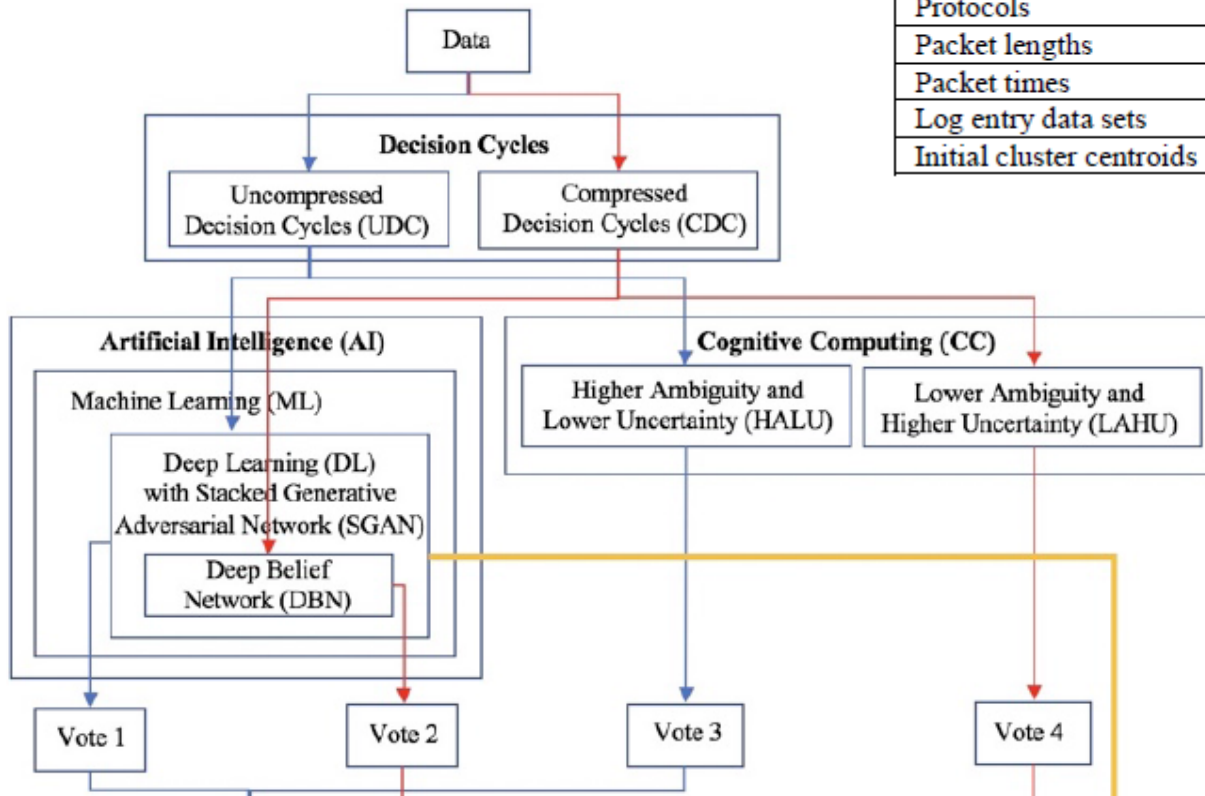 Data
Protocols
Packet lengths
Packet times
Log entry data sets
Initial cluster centroids
Decision Cycles
Uncompressed
Decision Cycles (UDC)
Compressed
Decision Cycles (CDC)
Artificial Intelligence (AI)
Machine Learning (ML)
Deep Learning (DL)
with Stacked Generative
Adversarial Network (SGAN)
Deep Belief
Network (DBN)
Cognitive Computing (CC)
Higher Ambiguity and
Lower Uncertainty (HALU)
Lower Ambiguity and
Higher Uncertainty (LAHU)
Vote 1
Vote 2
Vote 3
Vote 4